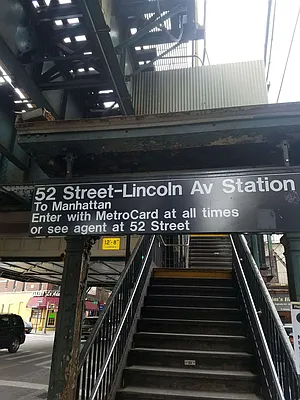 52 Street-Lincoln Av Station
To Manhattan
Enter with MetroCard at all times
or see agent at 52 Street
12'-8"